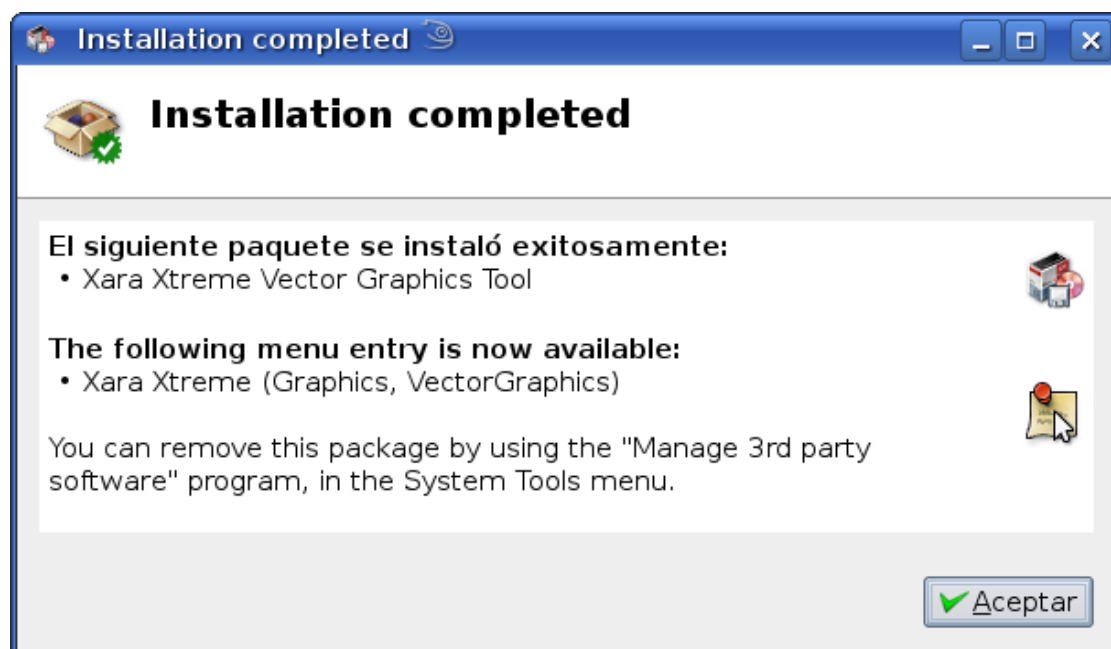 Installation completed
Installation completed
El siguiente paquete se instaló exitosamente:
• Xara Xtreme Vector Graphics Tool
The following menu entry is now available:
• Xara Xtreme (Graphics, VectorGraphics)
You can remove this package by using the "Manage 3rd party
software" program, in the System Tools menu.
Aceptar